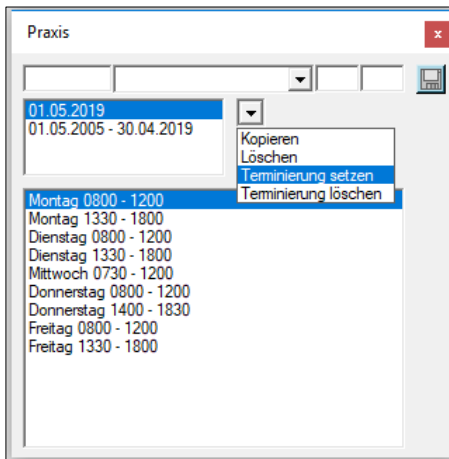 Praxis
x
01.05.2019
01.05.2005 - 30.04.2019
Kopieren
Löschen
Terminierung setzen
Terminierung löschen
Montag 0800 - 1200
Montag 1330 - 1800
Dienstag 0800 - 1200
Dienstag 1330 - 1800
Mittwoch 0730 - 1200
Donnerstag 0800 - 1200
Donnerstag 1400 - 1830
Freitag 0800 - 1200
Freitag 1330 - 1800